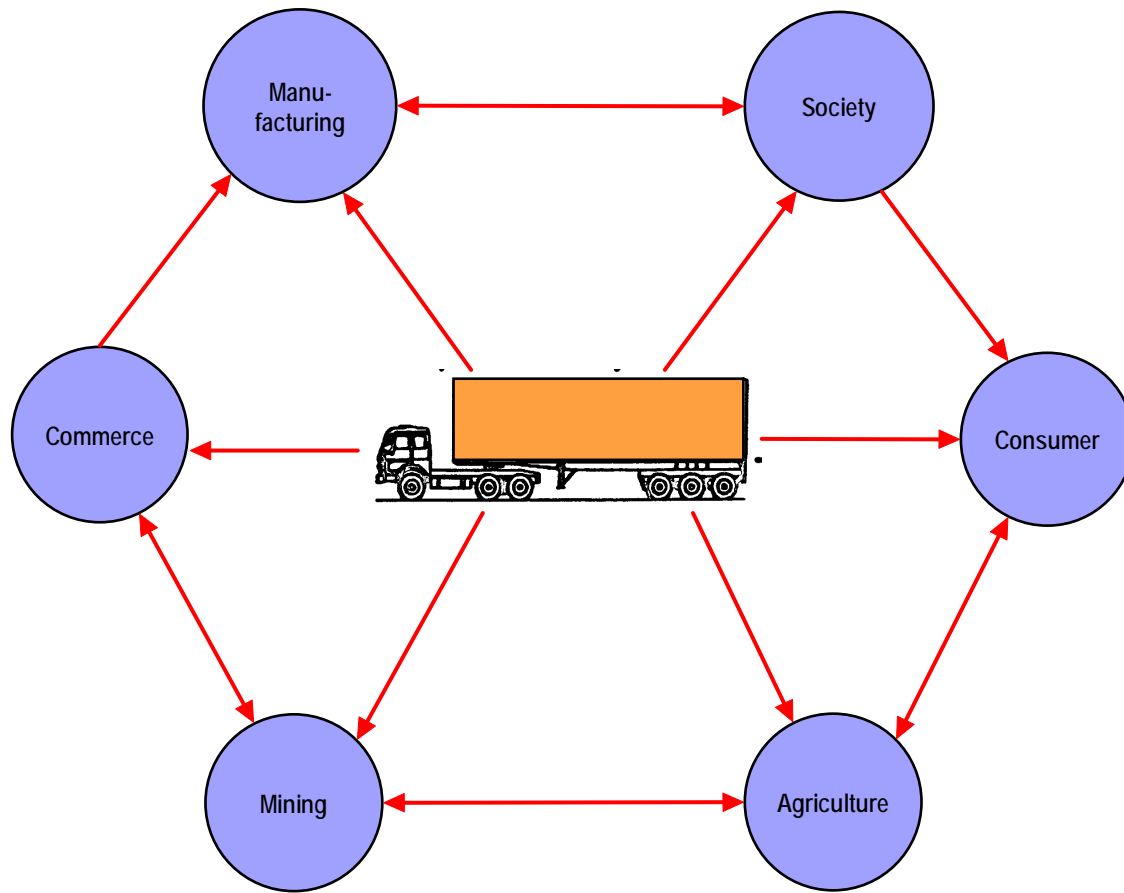 Manu-
facturing
Society
Commerce
Consumer
Mining
Agriculture